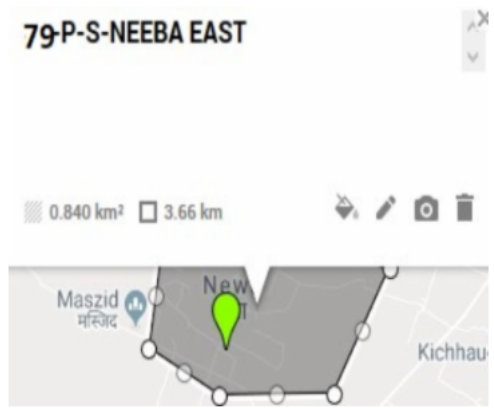 79-P-S-NEEBA EAST
0.840 km² 3.66 km
New
Maszid
मस्जिद
Kichhau